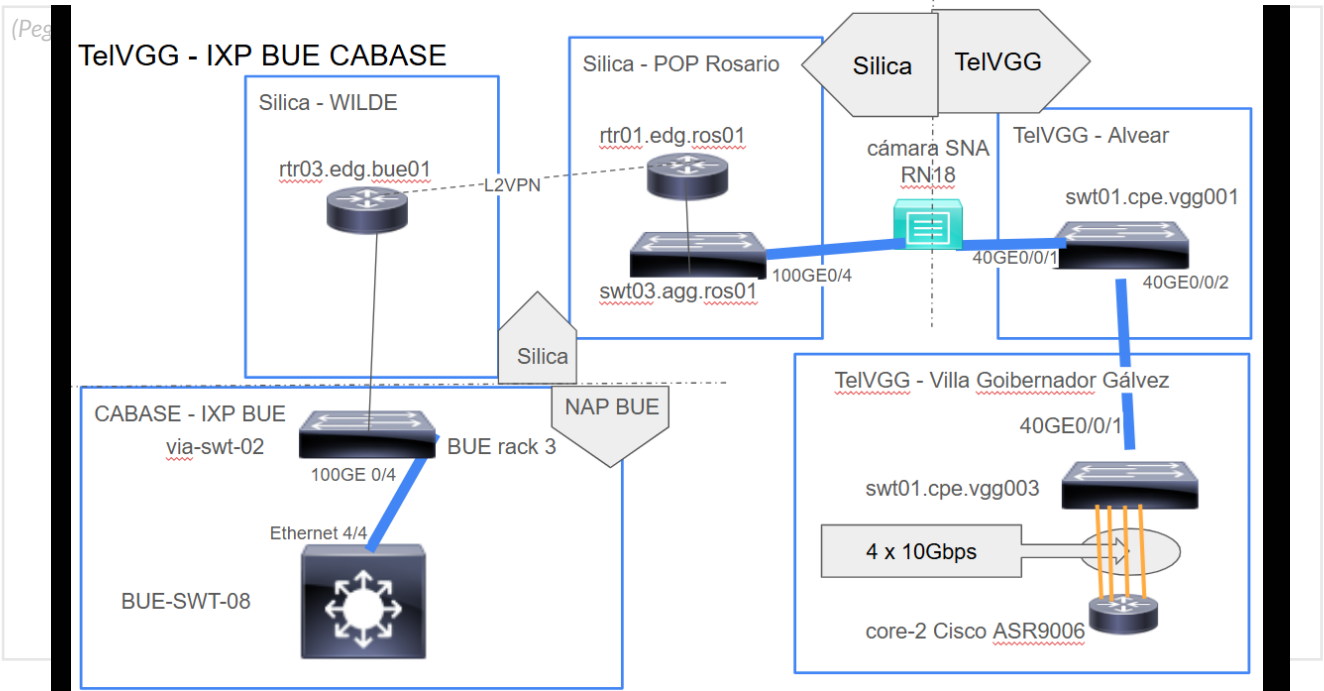 (Peg
TelVGG - IXP BUE CABASE
Silica - WILDE
rtr03.edg.bue01
L2VPN
Silica - POP Rosario
rtr01.edg.ros01
swt03.agg.ros01
100GE0/4
Silica
TelVGG
cámara SNA
RN18
TelVGG - Alvear
swt01.cpe.vgg001
40GE0/0/1
40GE0/0/2
Silica
NAP BUE
CABASE - IXP BUE
via-swt-02
BUE rack 3
100GE 0/4
Ethernet 4/4
BUE-SWT-08
TelVGG - Villa Goibernador Gálvez
40GE0/0/1
swt01.cpe.vgg003
4 x 10Gbps
core-2 Cisco ASR9006